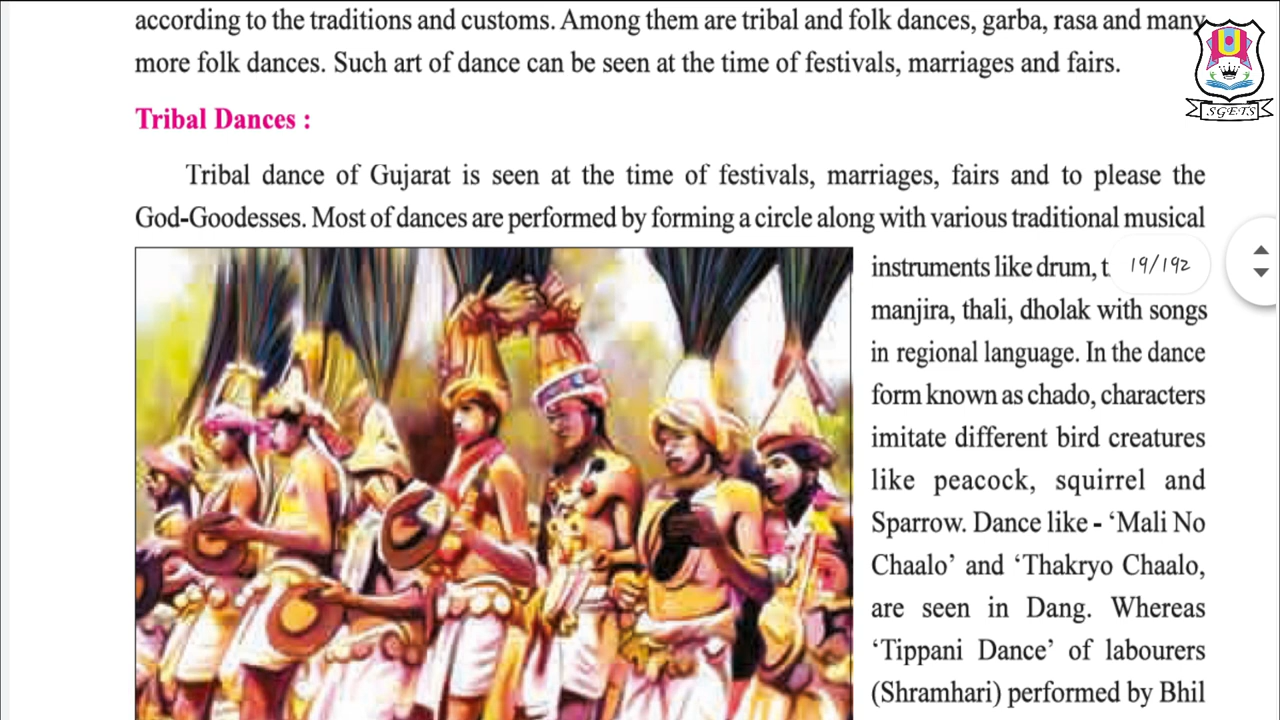 according to the traditions and customs. Among them are tribal and folk dances, garba, rasa and many
more folk dances. Such art of dance can be seen at the time of festivals, marriages and fairs.
SGETS
Tribal Dances :
Tribal dance of Gujarat is seen at the time of festivals, marriages, fairs and to please the
God-Goodesses. Most of dances are performed by forming a circle along with various traditional musical
instruments like drum, t
19/192
manjira, thali, dholak with songs
in regional language. In the dance
form known as chado, characters
imitate different bird creatures
like peacock, squirrel and
Sparrow. Dance like - ‘Mali No
Chaalo’ and ‘Thakryo Chaalo,
are seen in Dang. Whereas
‘Tippani Dance’ of labourers
(Shramhari) performed by Bhil